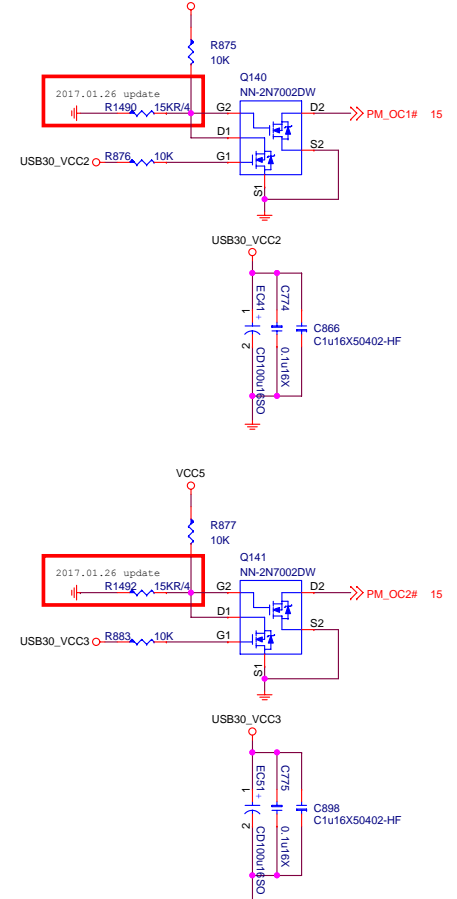 R875
10K
2017.01.26 update
R1490 15KR/4
Q140
NN-2N7002DW
G2
D2
PM_OC1# 15
D1
S2
USB30_VCC2
R876 10K
G1
S1
USB30_VCC2
1
2
EC41 +
CD100u16SO
C774
0.1u16X
C866
C1u16X50402-HF
VCC5
R877
10K
2017.01.26 update
R1492 15KR/4
Q141
NN-2N7002DW
G2
D2
PM_OC2# 15
D1
S2
USB30_VCC3
R883 10K
G1
S1
USB30_VCC3
1
2
EC51 +
CD100u16SO
C775
0.1u16X
C898
C1u16X50402-HF